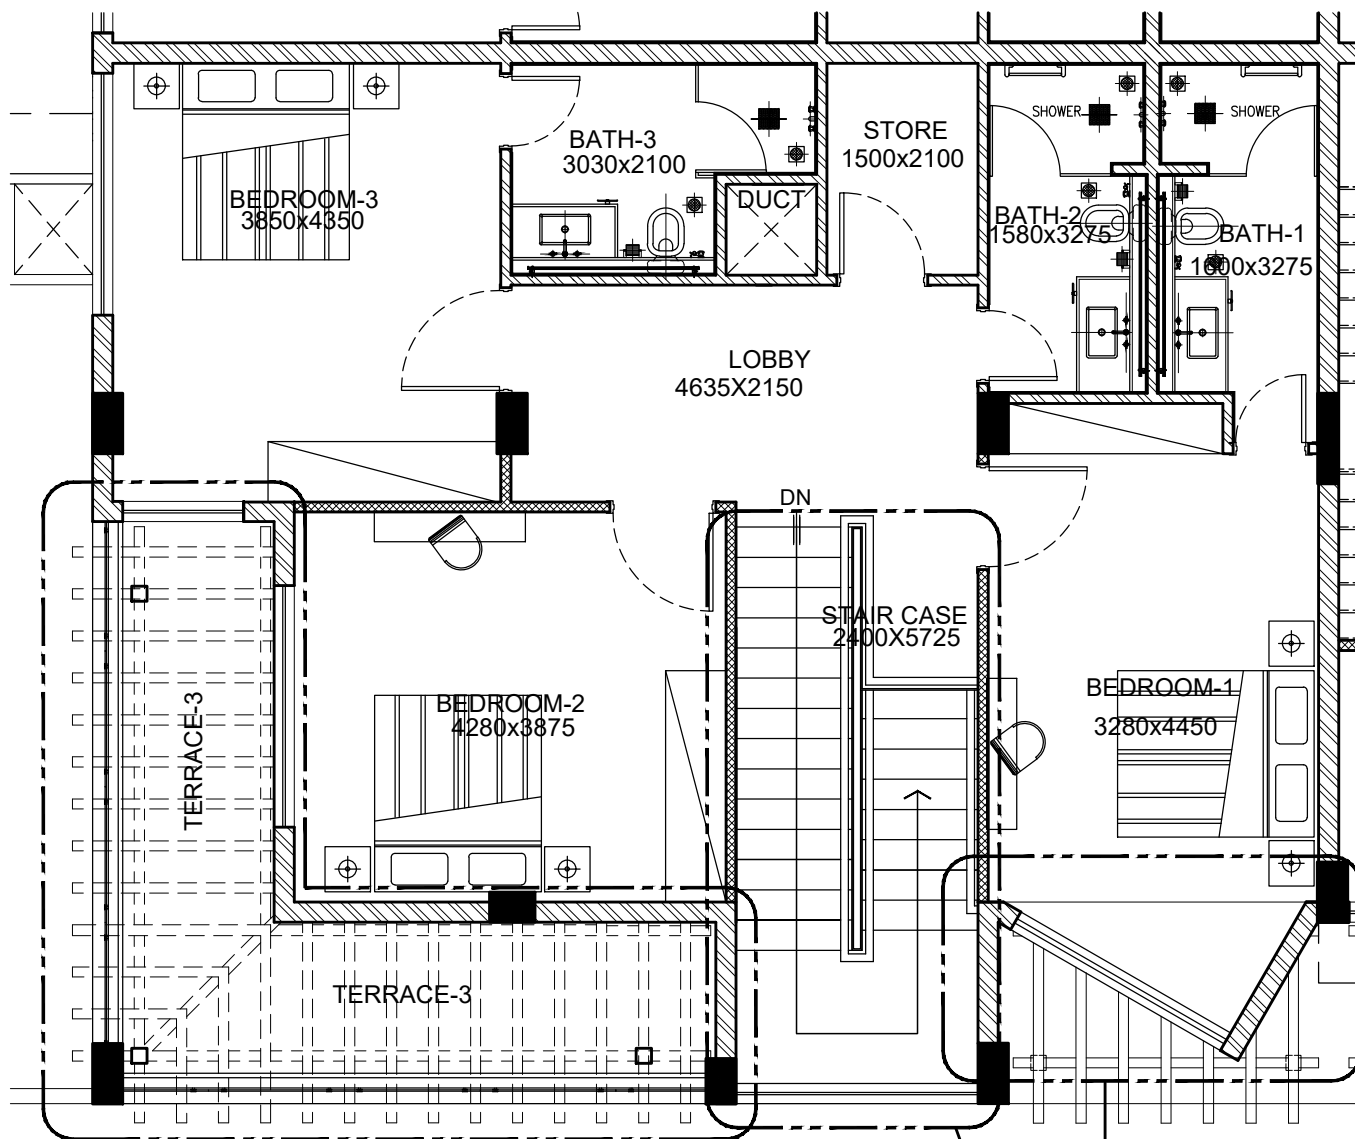 SHOWER
SHOWER
STORE
1500x2100
BATH-3
3030x2100
BEDROOM-3
3850x4350
DUCT
BATH-2
1580x3275
BATH-1
1600x3275
LOBBY
4635X2150
DN
STAIR CASE
2400X5725
BEDROOM-2
4280x3875
BEDROOM-1
3280x4450
TERRACE-3
TERRACE-3